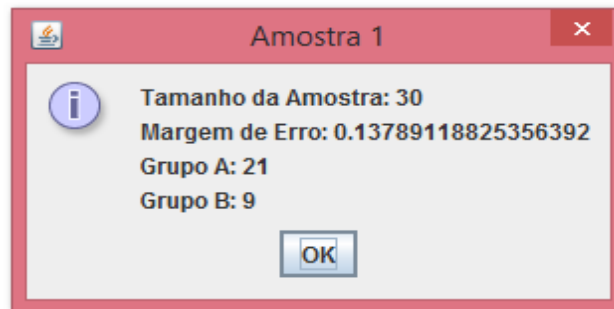 Amostra 1
Tamanho da Amostra: 30
Margem de Erro: 0.13789118825356392
Grupo A: 21
Grupo B: 9
OK